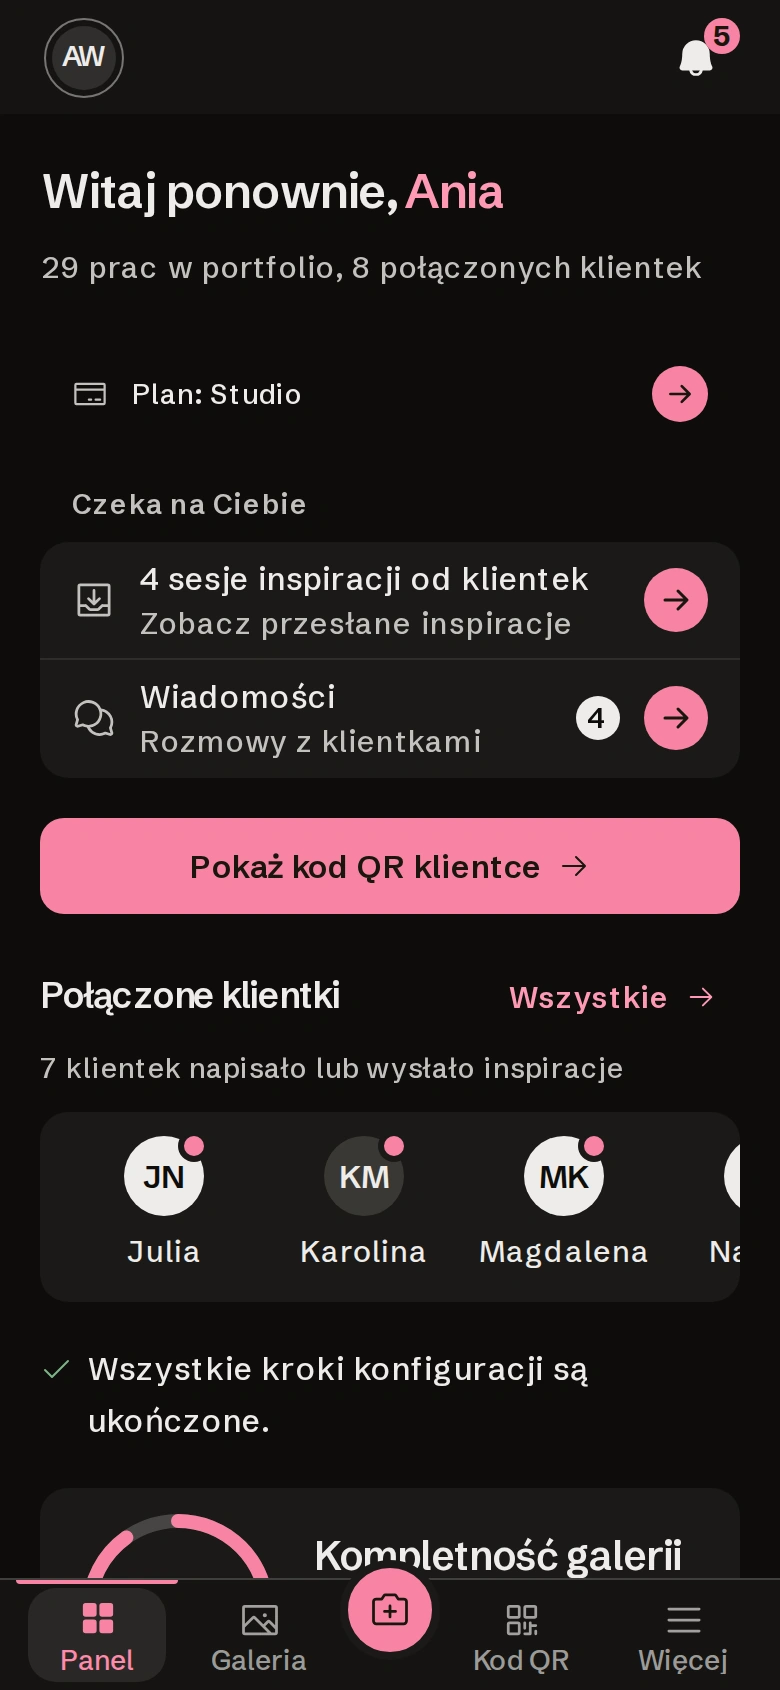 AW
5
Witaj ponownie, Ania
29 prac w portfolio, 8 połączonych klientek
Plan: Studio
Czeka na Ciebie
4 sesje inspiracji od klientek
Zobacz przesłane inspiracje
Wiadomości
4
Rozmowy z klientkami
Pokaż kod QR klientce
Połączone klientki
Wszystkie
7 klientek napisało lub wysłało inspiracje
JN
KM
MK
Julia
Karolina
Magdalena
Na
Wszystkie kroki konfiguracji są
ukończone.
Kompletność galerii
Panel
Galeria
Kod QR
Więcej